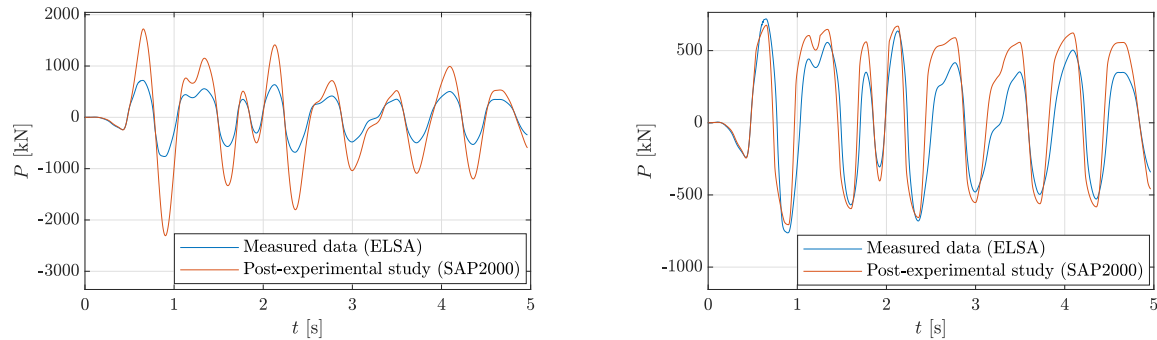 1000
0
-1000
-2000
-3000
P [kN]
0
1
2
3
4
5
t [s]
Measured data (ELSA)
Post-experimental study (SAP2000)
500
0
-500
-1000
P [kN]
0
1
2
3
4
5
t [s]
Measured data (ELSA)
Post-experimental study (SAP2000)